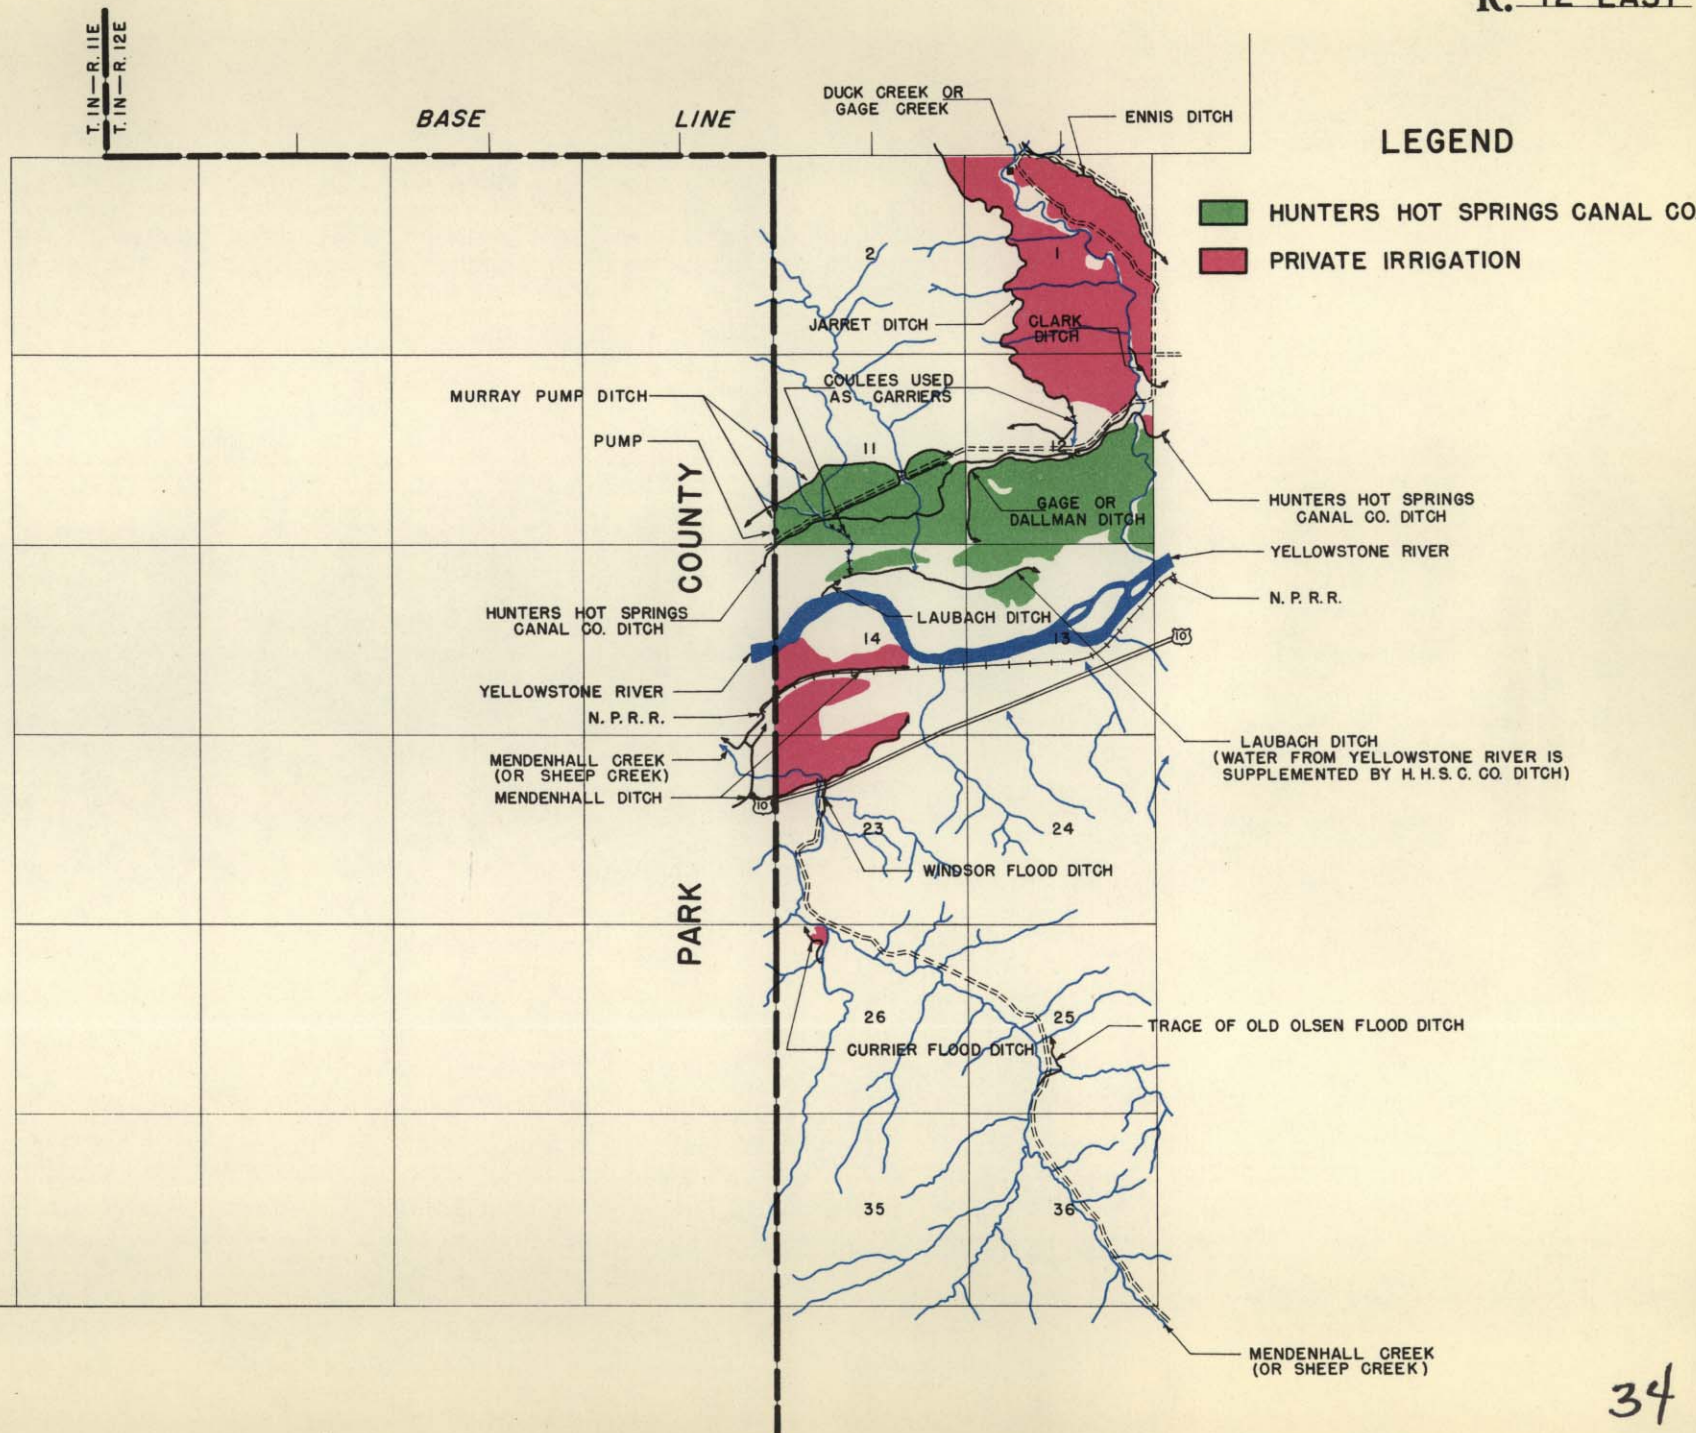 R. 12 EAST
T. 1N—R. 11E
T. 1N—R. 12E
BASE LINE
DUCK CREEK OR
GAGE CREEK
ENNIS DITCH
LEGEND
HUNTERS HOT SPRINGS CANAL CO
PRIVATE IRRIGATION
2
1
JARRET DITCH
CLARK
DITCH
COULEES USED
AS CARRIERS
MURRAY PUMP DITCH
PUMP
11
12
GAGE OR
DALLMAN DITCH
HUNTERS HOT SPRINGS
CANAL CO. DITCH
YELLOWSTONE RIVER
N. P. R. R.
COUNTY
HUNTERS HOT SPRINGS
CANAL CO. DITCH
LAUBACH DITCH
14
13
10
YELLOWSTONE RIVER
N. P. R. R.
MENDENHALL CREEK
(OR SHEEP CREEK)
MENDENHALL DITCH
10
LAUBACH DITCH
(WATER FROM YELLOWSTONE RIVER IS
SUPPLEMENTED BY H. H. S. C. CO. DITCH)
23
24
WINDSOR FLOOD DITCH
PARK
26
25
TRACE OF OLD OLSEN FLOOD DITCH
CURRIER FLOOD DITCH
35
36
MENDENHALL CREEK
(OR SHEEP CREEK)
34